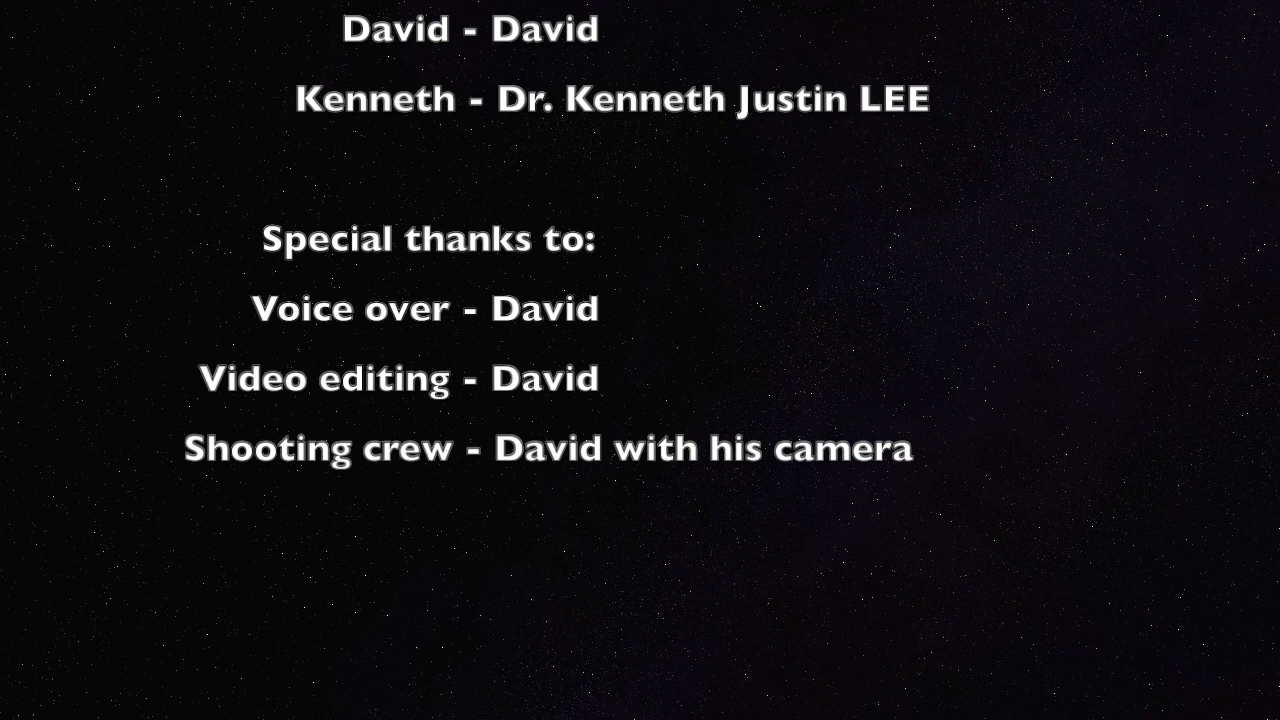 David - David
Kenneth - Dr. Kenneth Justin LEE
Special thanks to:
Voice over - David
Video editing - David
Shooting crew - David with his camera